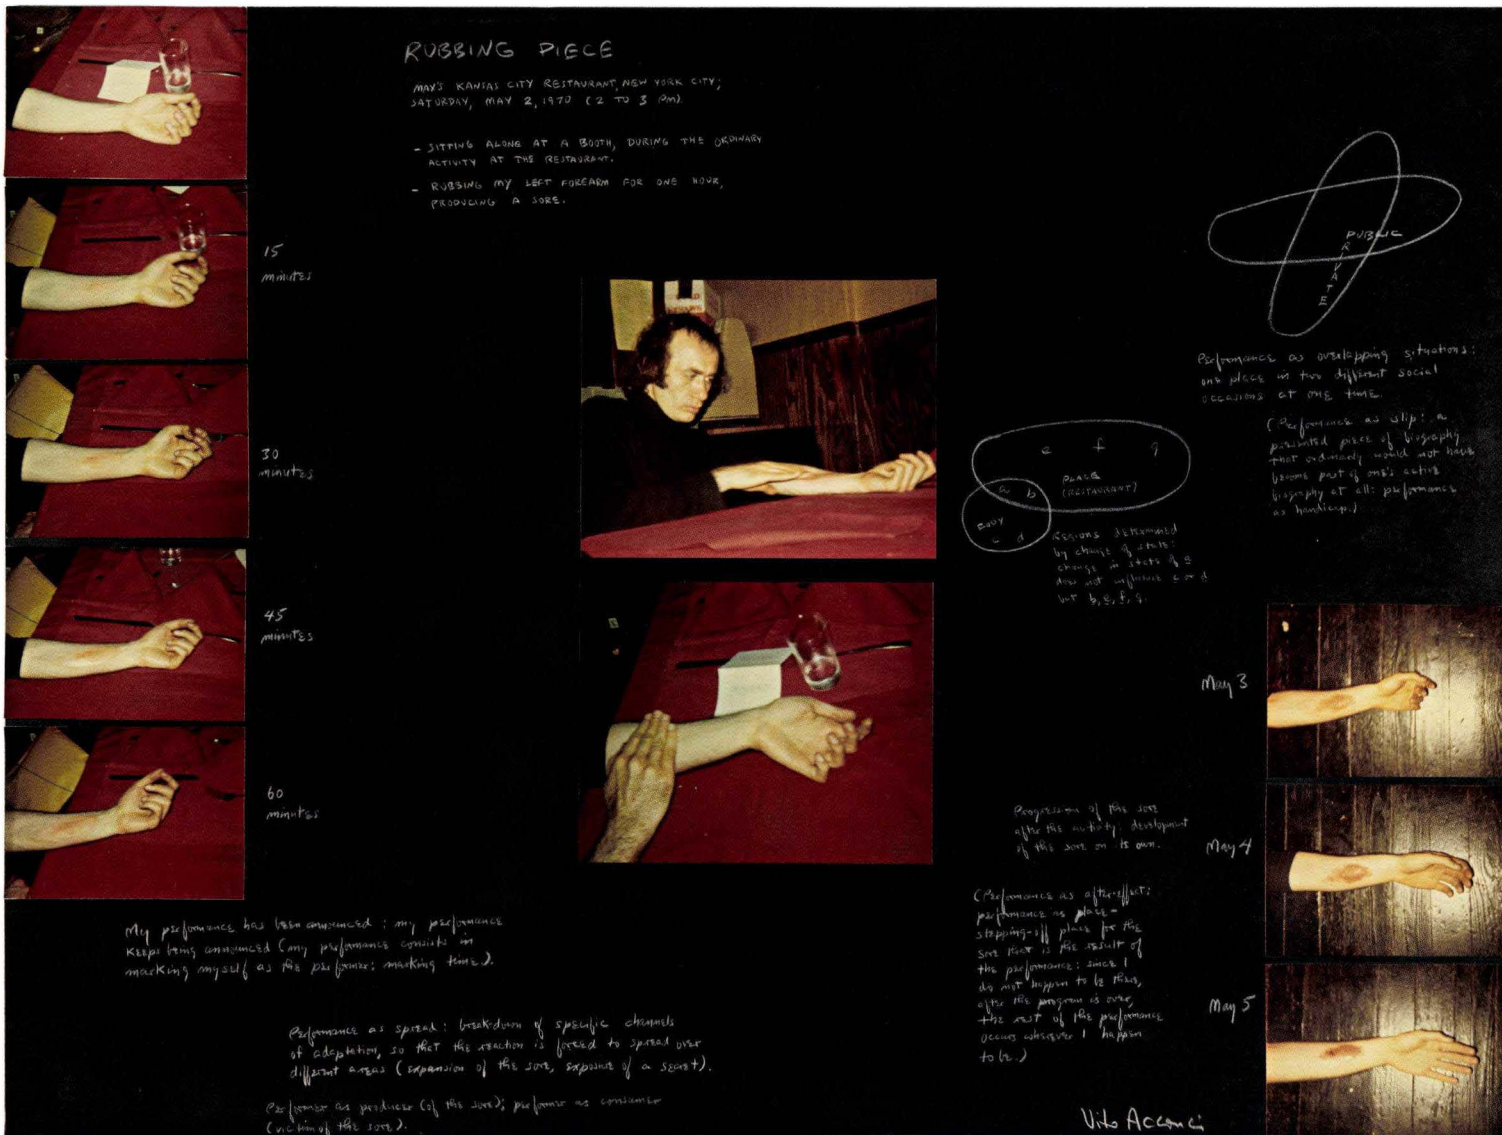 RUBBING PIECE
MAX'S KANSAS CITY RESTAURANT, NEW YORK CITY;
SATURDAY, MAY 2, 1970 (2 TO 3 PM)
- SITTING ALONE AT A BOOTH, DURING THE ORDINARY
ACTIVITY AT THE RESTAURANT.
- RUBBING MY LEFT FOREARM FOR ONE HOUR,
PRODUCING A SORE.
15
minutes
30
minutes
45
minutes
60
minutes
PUBLIC
PRIVATE
Performance as overlapping situations:
one place in two different social
occasions at one time.
(Performance as slip: a
presented piece of biography
that ordinarily would not have
become part of one's active
biography at all: performance
as handicap.)
e f g
a b PLACE
(RESTAURANT)
BODY
c d
Regions determined
by change of state:
change in state of a
does not influence c or d
but b, e, f, g.
May 3
May 4
May 5
Progression of the sore
after the activity: development
of the sore on its own.
(Performance as after-effect:
performance as place -
stepping-off place for the
sore that is the result of
the performance: since I
do not happen to be there,
after the program is over,
the rest of the performance
occurs wherever I happen
to be.)
My performance has been announced: my performance
keeps being announced (my performance consists in
marking myself as the performer: marking time).
Performance as spread: break-down of specific channels
of adaptation, so that the reaction is forced to spread over
different areas (expansion of the sore, exposure of a secret).
Performer as producer (of the sore); performer as consumer
(victim of the sore).
Vito Acconci